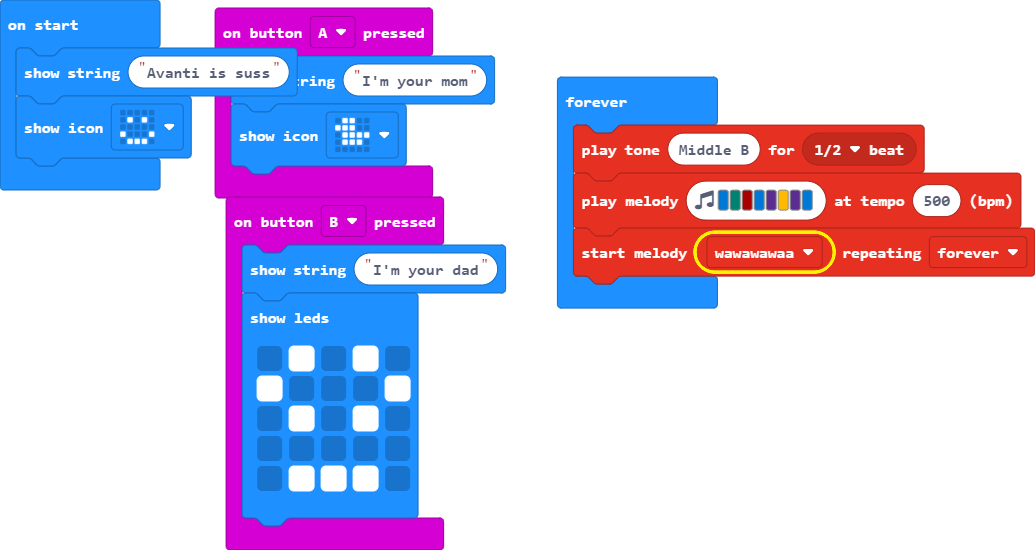 on start
show string "Avanti is suss"
show icon
on button A pressed
tring "I'm your mom"
show icon
on button B pressed
show string "I'm your dad"
show leds
forever
play tone Middle B for 1/2 beat
play melody at tempo 500 (bpm)
start melody wawawawaa repeating forever